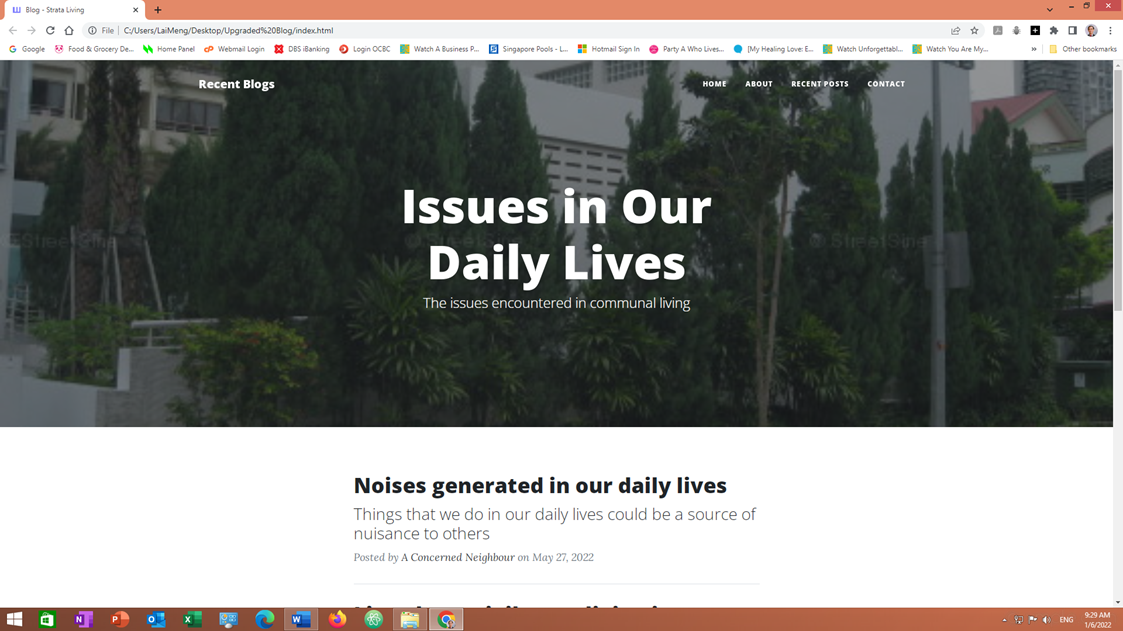 Blog - Strata Living
File
C:/Users/LaiMeng/Desktop/Upgraded%20Blog/index.html
Google
Food & Grocery De...
Home Panel
Webmail Login
DBS iBanking
Login OCBC
Watch A Business P...
Singapore Pools - L...
Hotmail Sign In
Party A Who Lives...
[My Healing Love: E...
Watch Unforgettabl...
Watch You Are My...
Other bookmarks
Recent Blogs
HOME ABOUT RECENT POSTS CONTACT
Issues in Our
Daily Lives
The issues encountered in communal living
StreetSine
StreetSine
StreetSine
Noises generated in our daily lives
Things that we do in our daily lives could be a source of
nuisance to others
Posted by A Concerned Neighbour on May 27, 2022
ENG
9:29 AM
1/6/2022